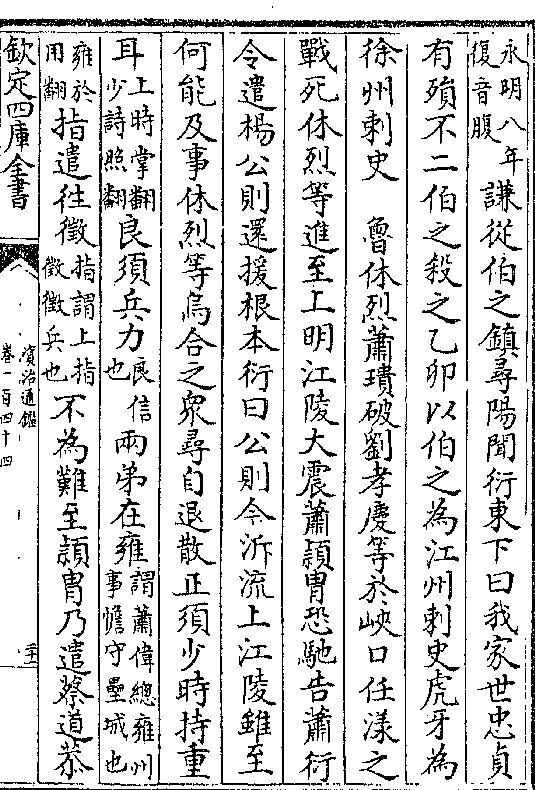 永明八年復音腹謙從伯之鎮尋陽聞衍東下曰我家世忠貞
有殞不二伯之殺之乙卯以伯之為江州刺史虎牙為
徐州刺史　魯休烈蕭璝破劉孝慶等於峽口任漾之
戰死休烈等進至上明江陵大震蕭頴胄恐馳告蕭衍
令遣楊公則還援根本衍曰公則今泝流上江陵雖至
何能及事休烈等烏合之衆尋自退散正須少時持重
耳上時掌翻少詩照翻良須兵力良信也兩弟在雍謂蕭偉總雍州事憺守壘城也
雍於用翻指遣往徵指謂上指徵徵兵也不為難至頴胄乃遣蔡道恭
欽定四庫全書
資治通鑑
卷一百四十四